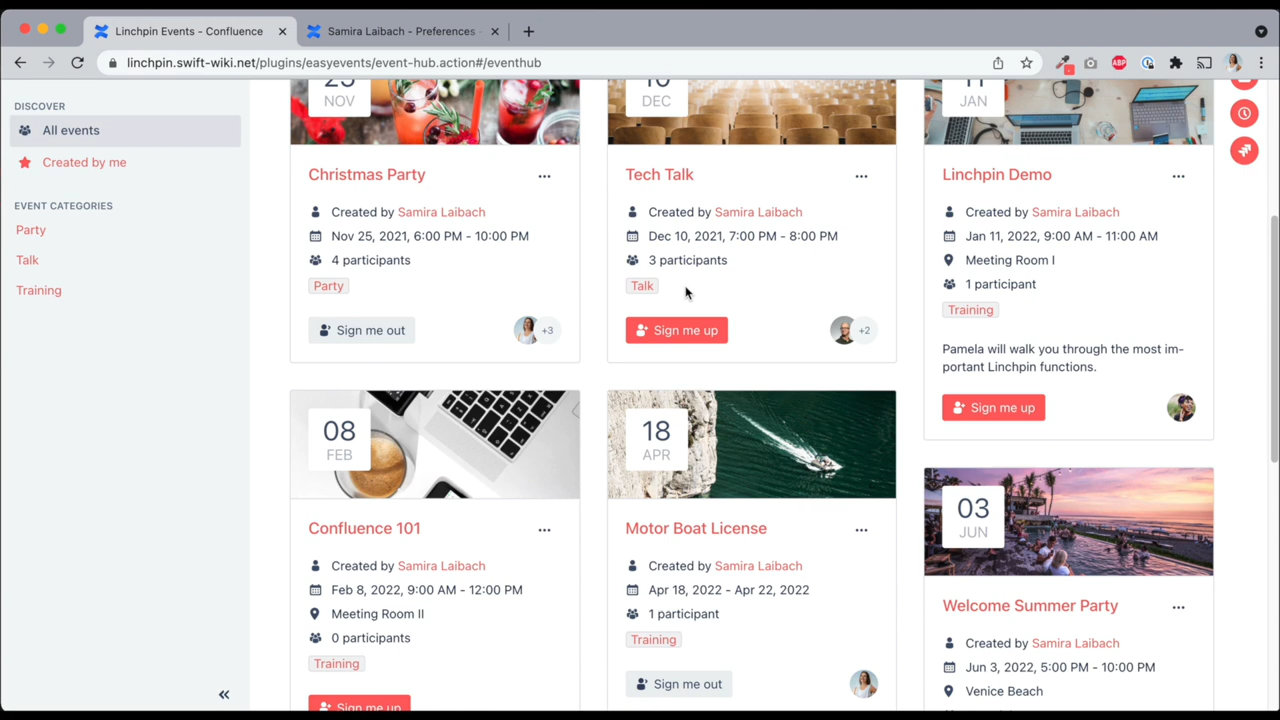 Linchpin Events - Confluence
Samira Laibach - Preferences -
linchpin.swift-wiki.net/plugins/easyevents/event-hub.action#/eventhub
ABP
DISCOVER
All events
Created by me
EVENT CATEGORIES
Party
Talk
Training
NOV
Christmas Party
Created by Samira Laibach
Nov 25, 2021, 6:00 PM - 10:00 PM
4 participants
Party
Sign me out
+3
DEC
Tech Talk
Created by Samira Laibach
Dec 10, 2021, 7:00 PM - 8:00 PM
3 participants
Talk
Sign me up
+2
JAN
Linchpin Demo
Created by Samira Laibach
Jan 11, 2022, 9:00 AM - 11:00 AM
Meeting Room I
1 participant
Training
Pamela will walk you through the most im-
portant Linchpin functions.
Sign me up
08
FEB
Confluence 101
Created by Samira Laibach
Feb 8, 2022, 9:00 AM - 12:00 PM
Meeting Room II
0 participants
Training
Sign me up
18
APR
Motor Boat License
Created by Samira Laibach
Apr 18, 2022 - Apr 22, 2022
1 participant
Training
Sign me out
03
JUN
Welcome Summer Party
Created by Samira Laibach
Jun 3, 2022, 5:00 PM - 10:00 PM
Venice Beach